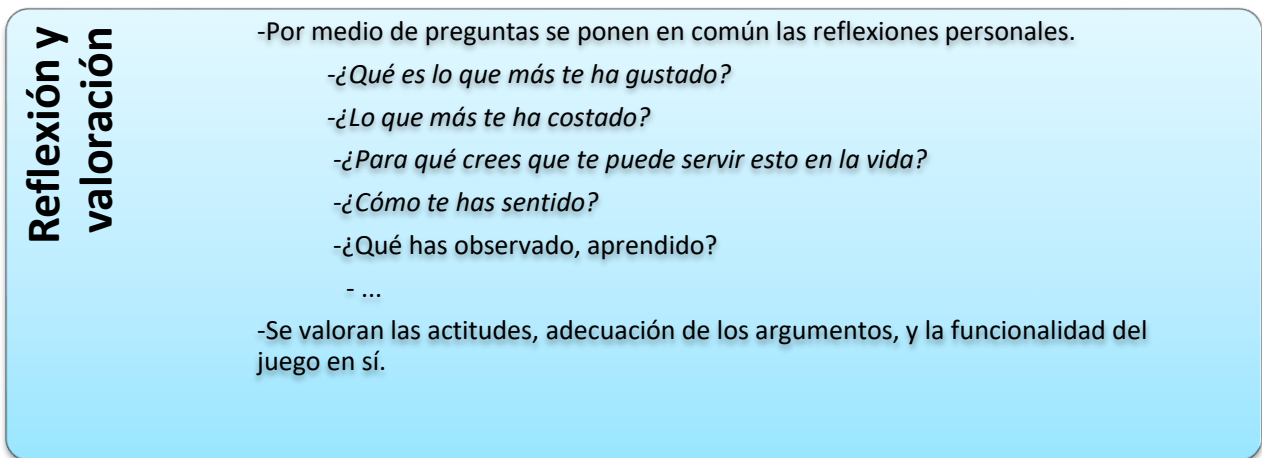 Reflexión y
valoración
-Por medio de preguntas se ponen en común las reflexiones personales.
-¿Qué es lo que más te ha gustado?
-¿Lo que más te ha costado?
-¿Para qué crees que te puede servir esto en la vida?
-¿Cómo te has sentido?
-¿Qué has observado, aprendido?
- ...
-Se valoran las actitudes, adecuación de los argumentos, y la funcionalidad del
juego en sí.